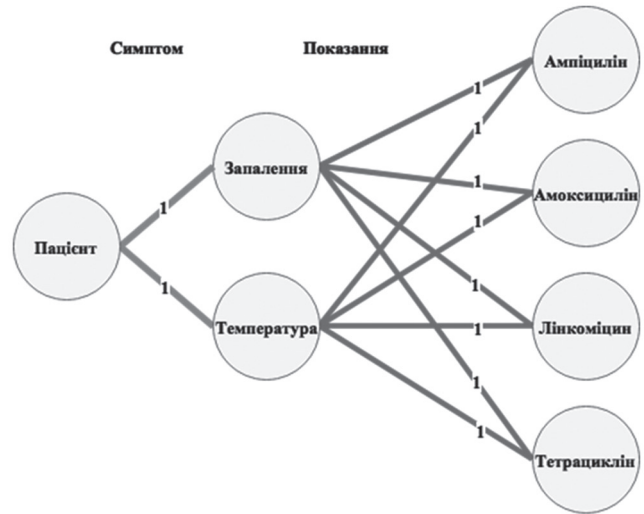 Симптом
Показання
Ампіцилін
1
1
Запалення
1
Амоксицилін
1
1
Пацієнт
1
1
Температура
1
Лінкоміцин
1
1
Тетрациклін